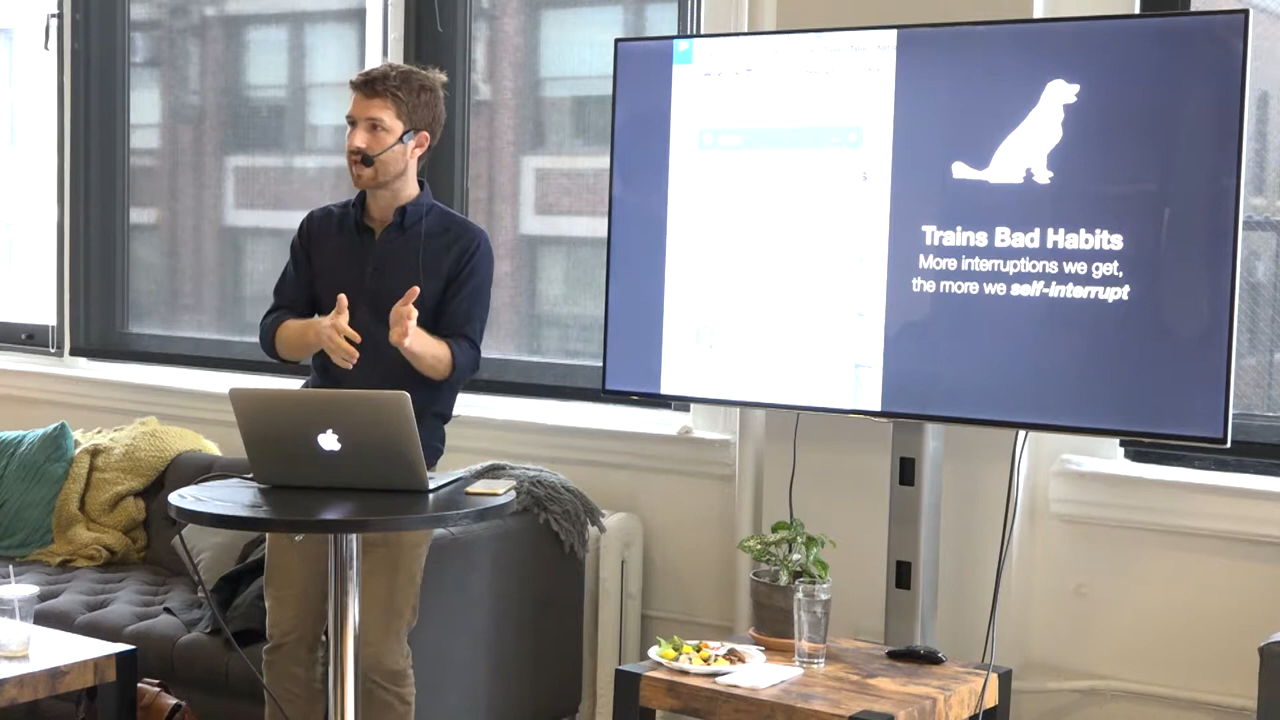 Trains Bad Habits
More interruptions we get,
the more we self-interrupt